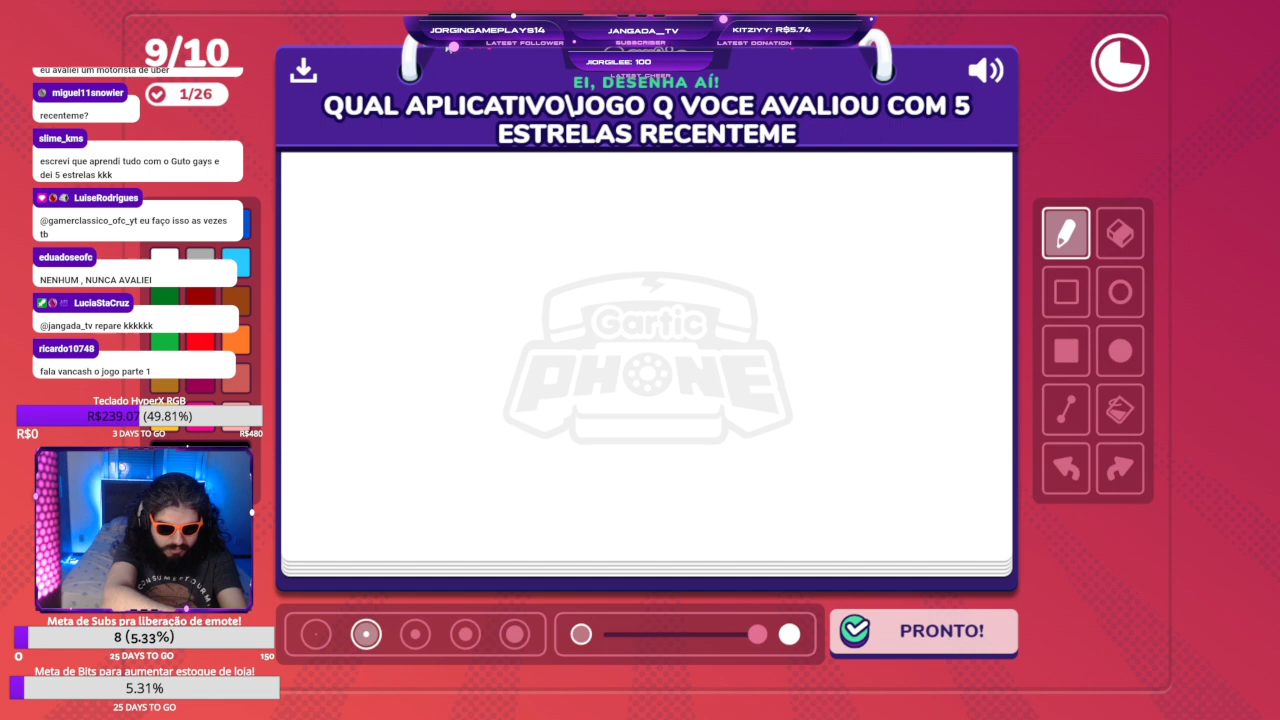 JORGINGAMEPLAYS14
LATEST FOLLOWER
JANGADA_TV
SUBSCRIBER
KITZIYY: R$5.74
LATEST DONATION
JIORGILEE: 100
LATEST CHEER
9/10
1/26
EI, DESENHA AÍ!
QUAL APLICATIVO\JOGO Q VOCE AVALIOU COM 5
ESTRELAS RECENTEME
eu avaliei um motorista de uber
miguel11snowier
recenteme?
slime_kms
escrevi que aprendi tudo com o Guto gays e
dei 5 estrelas kkk
LuiseRodrigues
@gamerclassico_ofc_yt eu faço isso as vezes
tb
eduadoseofc
NENHUM , NUNCA AVALIEI
LuciaStaCruz
@jangada_tv repare kkkkkk
ricardo10748
fala vancash o jogo parte 1
Gartic
PHONE
Teclado HyperX RGB
R$239.07 (49.81%)
R$0
3 DAYS TO GO
R$480
CONSUME YOUR M
Meta de Subs pra liberação de emote!
8 (5.33%)
0
25 DAYS TO GO
150
Meta de Bits para aumentar estoque de lola!
5.31%
25 DAYS TO GO
PRONTO!